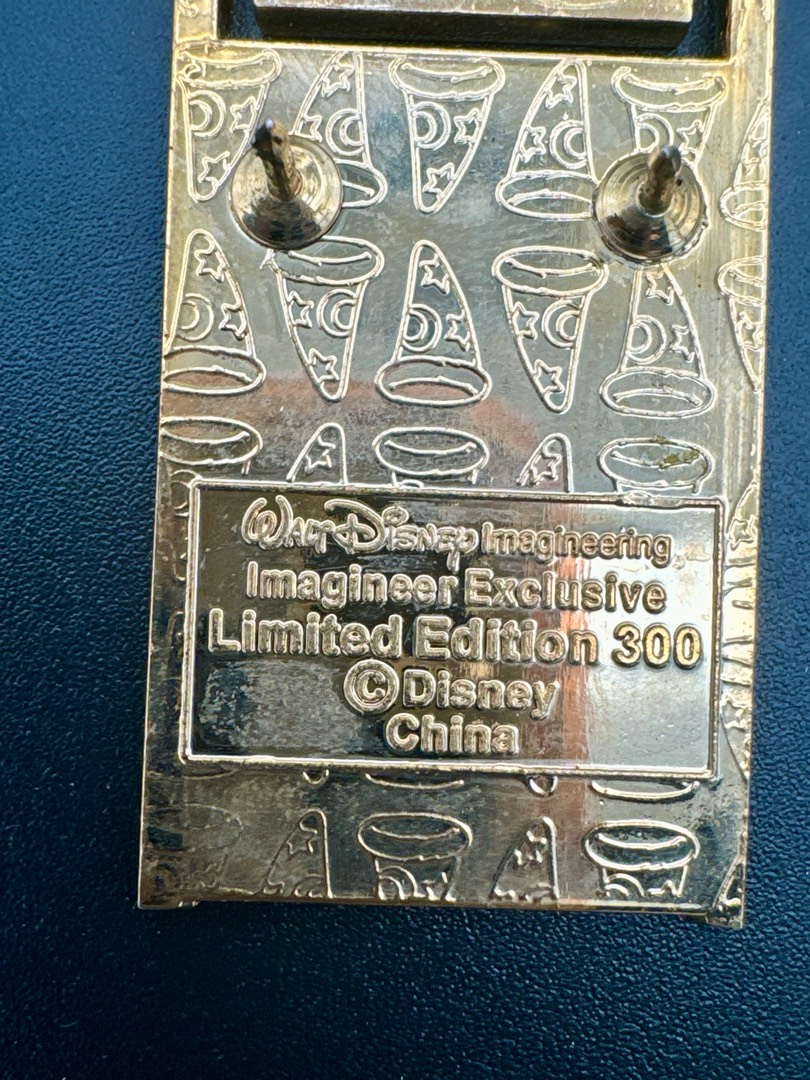 Walt Disney Imagineering
Imagineer Exclusive
Limited Edition 300
©Disney
China